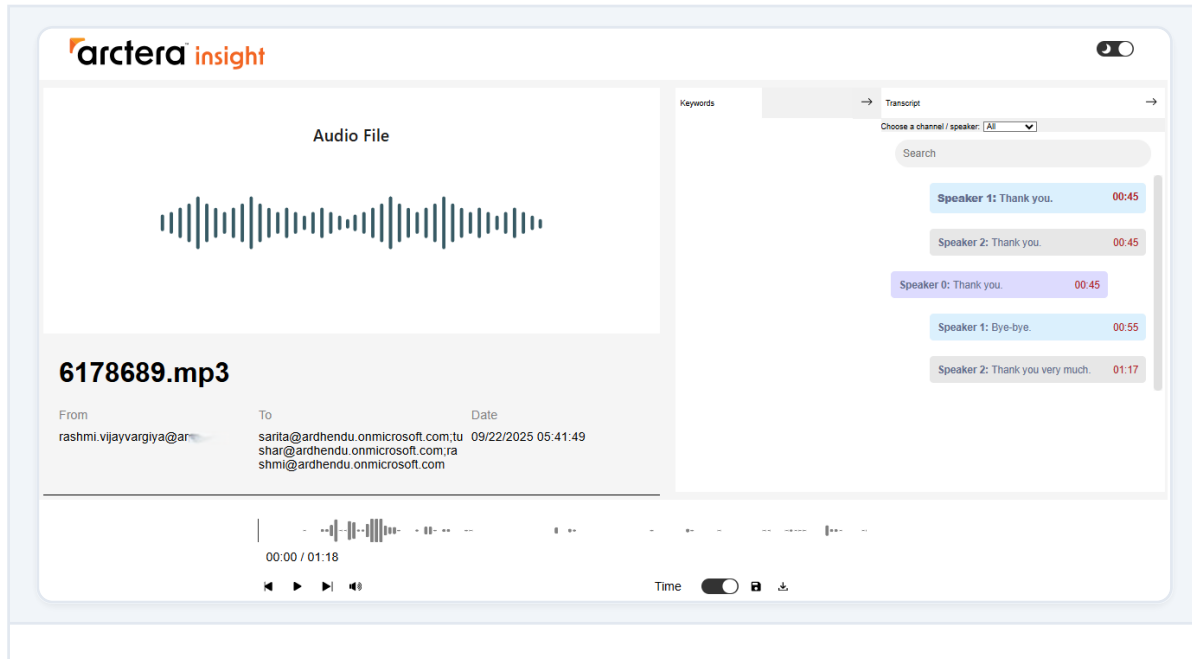 arctera insight
Audio File
6178689.mp3
From
rashmi.vijayvargiya@ar
To
sarita@ardhendu.onmicrosoft.com;tu
shar@ardhendu.onmicrosoft.com;ra
shmi@ardhendu.onmicrosoft.com
Date
09/22/2025 05:41:49
Keywords
Transcript
Choose a channel / speaker: All
Search
Speaker 1: Thank you. 00:45
Speaker 2: Thank you. 00:45
Speaker 0: Thank you. 00:45
Speaker 1: Bye-bye. 00:55
Speaker 2: Thank you very much. 01:17
00:00 / 01:18
Time